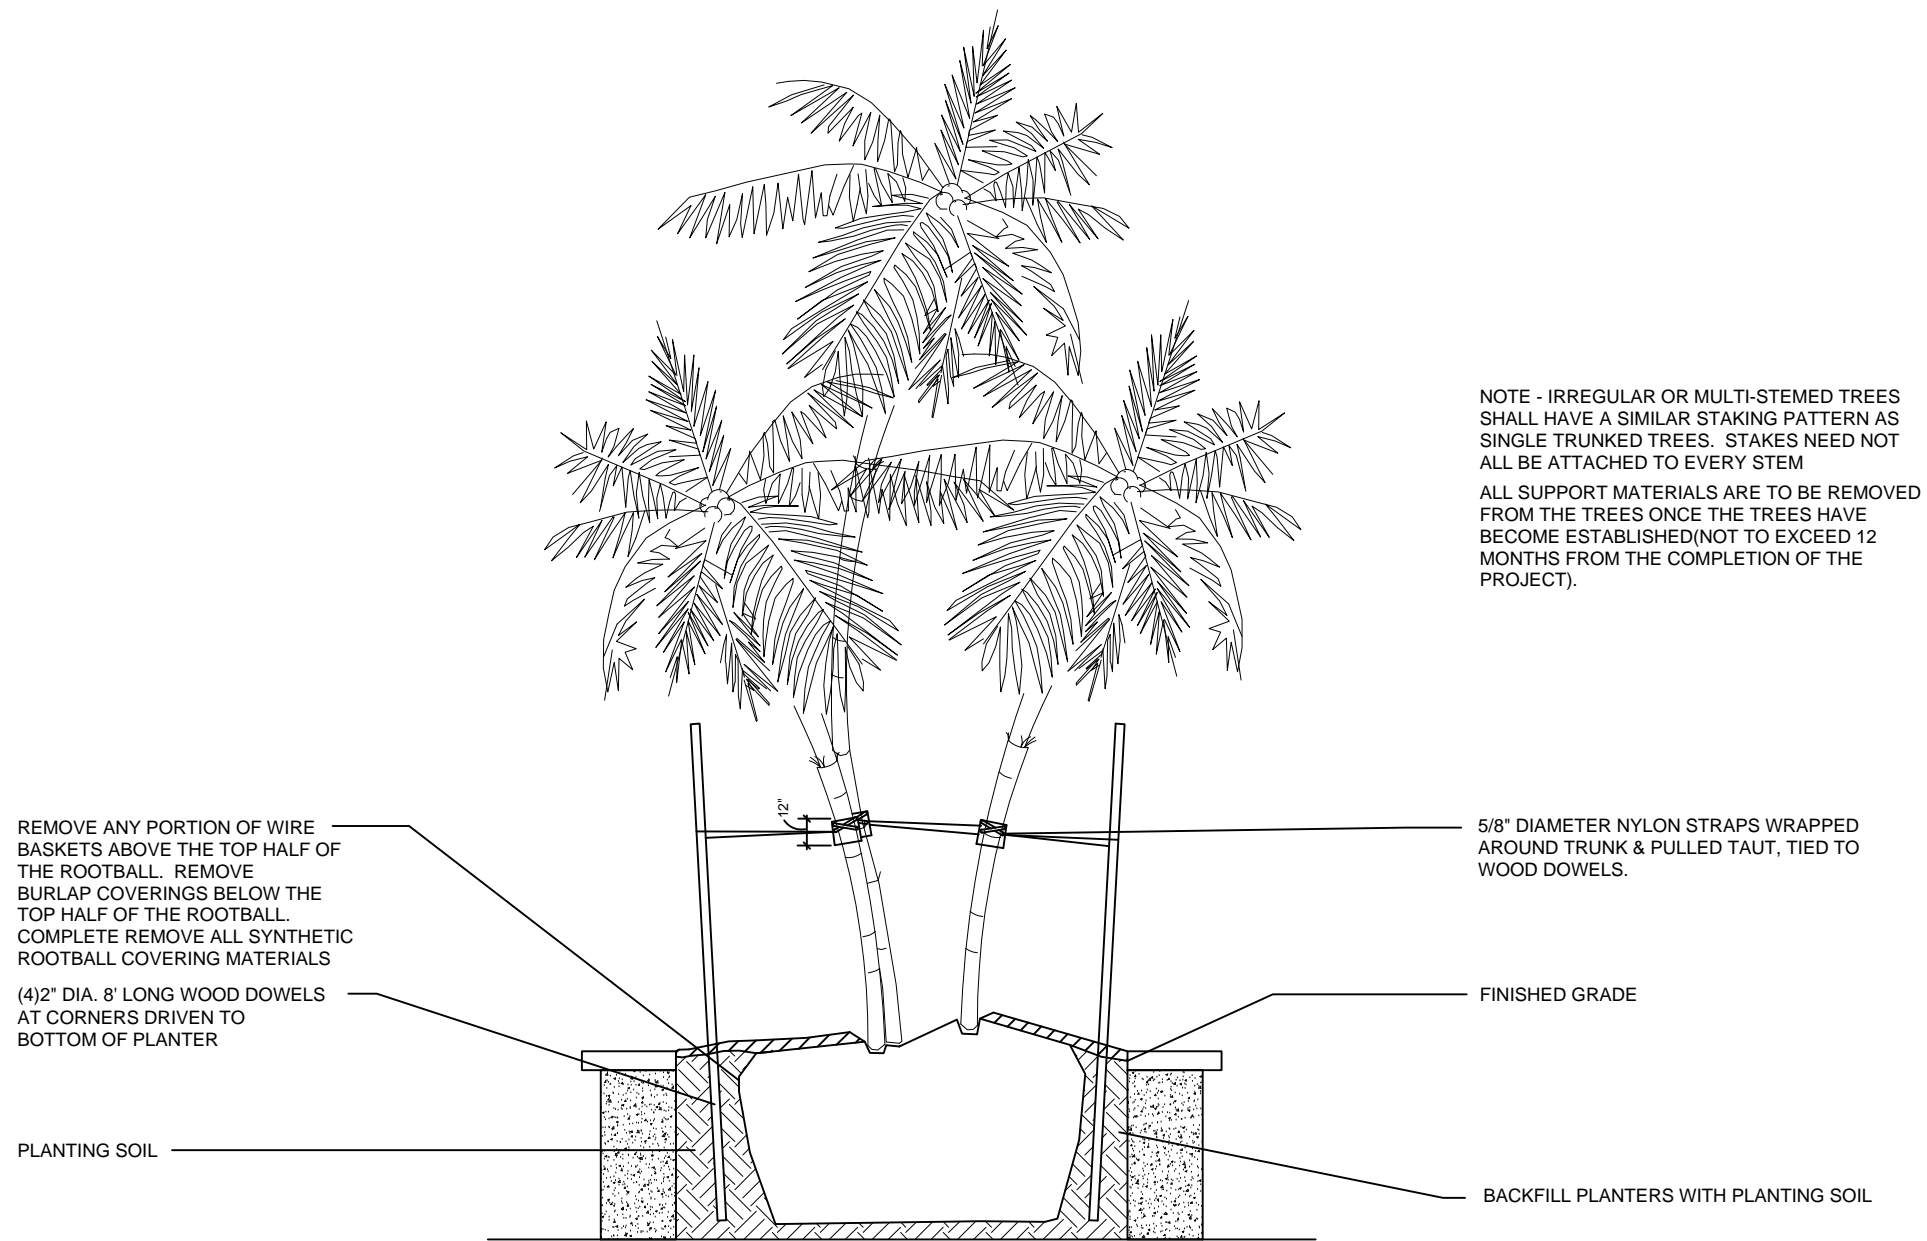 NOTE - IRREGULAR OR MULTI-STEMED TREES
SHALL HAVE A SIMILAR STAKING PATTERN AS
SINGLE TRUNKED TREES.  STAKES NEED NOT
ALL BE ATTACHED TO EVERY STEM
ALL SUPPORT MATERIALS ARE TO BE REMOVED
FROM THE TREES ONCE THE TREES HAVE
BECOME ESTABLISHED(NOT TO EXCEED 12
MONTHS FROM THE COMPLETION OF THE
PROJECT).
12"
REMOVE ANY PORTION OF WIRE
BASKETS ABOVE THE TOP HALF OF
THE ROOTBALL.  REMOVE
BURLAP COVERINGS BELOW THE
TOP HALF OF THE ROOTBALL.
COMPLETE REMOVE ALL SYNTHETIC
ROOTBALL COVERING MATERIALS
(4)2" DIA. 8' LONG WOOD DOWELS
AT CORNERS DRIVEN TO
BOTTOM OF PLANTER
PLANTING SOIL
5/8" DIAMETER NYLON STRAPS WRAPPED
AROUND TRUNK & PULLED TAUT, TIED TO
WOOD DOWELS.
FINISHED GRADE
BACKFILL PLANTERS WITH PLANTING SOIL